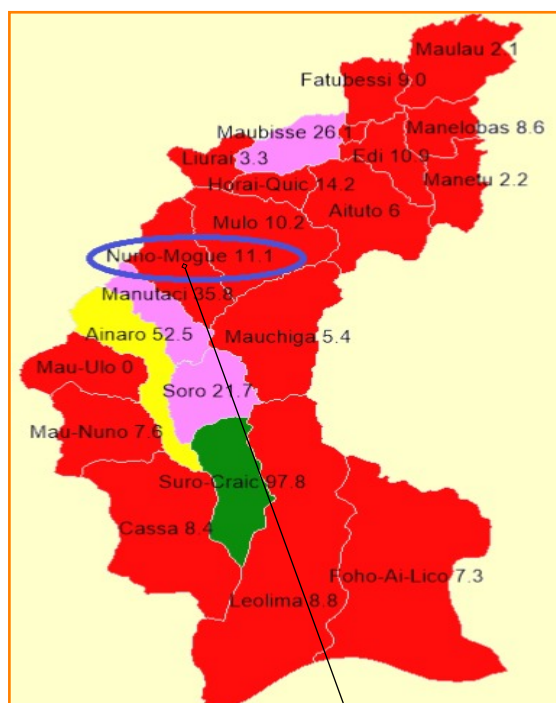 Maulau 2.1
Fatubessi 9.0
Maubisse 26.1
Manelobas 8.6
Liurai 3.3
Edi 10.9
Horai-Quic 14.2
Manetu 2.2
Mulo 10.2
Aituto 6
Nuno-Mogue 11.1
Manutaci 35.8
Ainaro 52.5
Mauchiga 5.4
Mau-Ulo 0
Soro 21.7
Mau-Nuno 7.6
Suro-Craic 97.8
Cassa 8.4
Foho-Ai-Lico 7.3
Leolima 8.8